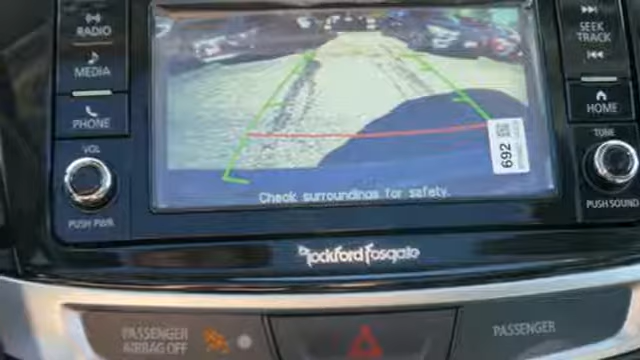 RADIO
MEDIA
PHONE
VOL
PUSH PWR
SEEK
TRACK
HOME
TUNE
PUSH SOUND
692
Check surroundings for safety.
Rockford Fosgate
PASSENGER
AIRBAG OFF
PASSENGER